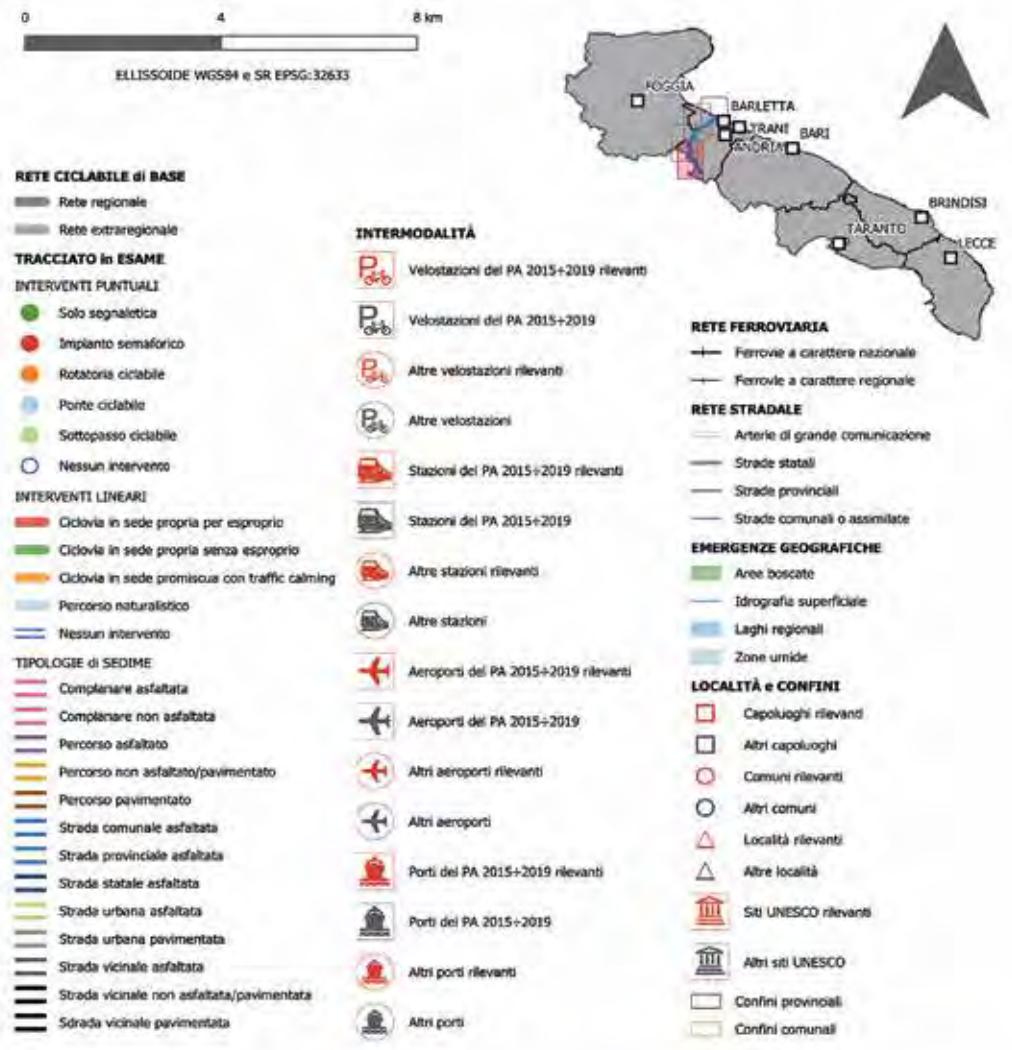 0 4 8 km
ELLISSOIDE WGS84 e SR EPSG:32633
FOGGIA
BARLETTA
TRANI
ANDRIA
BARI
BRINDISI
TARANTO
LECCE
RETE CICLABILE di BASE
Rete regionale
Rete extraregionale
TRACCIATO in ESAME
INTERVENTI PUNTUALI
Solo segnaletica
Impianto semaforico
Rotatoria ciclabile
Ponte ciclabile
Sottopasso ciclabile
Nessun intervento
INTERVENTI LINEARI
Ciclovia in sede propria per esproprio
Ciclovia in sede propria senza esproprio
Ciclovia in sede promiscua con traffic calming
Percorso naturalistico
Nessun intervento
TIPOLOGIE di SEDIME
Complanare asfaltata
Complanare non asfaltata
Percorso asfaltato
Percorso non asfaltato/pavimentato
Percorso pavimentato
Strada comunale asfaltata
Strada provinciale asfaltata
Strada statale asfaltata
Strada urbana asfaltata
Strada urbana pavimentata
Strada vicinale asfaltata
Strada vicinale non asfaltata/pavimentata
Sdrada vicinale pavimentata
INTERMODALITÀ
Velostazioni del PA 2015÷2019 rilevanti
Velostazioni del PA 2015÷2019
Altre velostazioni rilevanti
Altre velostazioni
Stazioni del PA 2015÷2019 rilevanti
Stazioni del PA 2015÷2019
Altre stazioni rilevanti
Altre stazioni
Aeroporti del PA 2015÷2019 rilevanti
Aeroporti del PA 2015÷2019
Altri aeroporti rilevanti
Altri aeroporti
Porti del PA 2015÷2019 rilevanti
Porti del PA 2015÷2019
Altri porti rilevanti
Altri porti
RETE FERROVIARIA
Ferrovie a carattere nazionale
Ferrovie a carattere regionale
RETE STRADALE
Arterie di grande comunicazione
Strade statali
Strade provinciali
Strade comunali o assimilate
EMERGENZE GEOGRAFICHE
Aree boscate
Idrografia superficiale
Laghi regionali
Zone umide
LOCALITÀ e CONFINI
Capoluoghi rilevanti
Altri capoluoghi
Comuni rilevanti
Altri comuni
Località rilevanti
Altre località
Siti UNESCO rilevanti
Altri siti UNESCO
Confini provinciali
Confini comunali